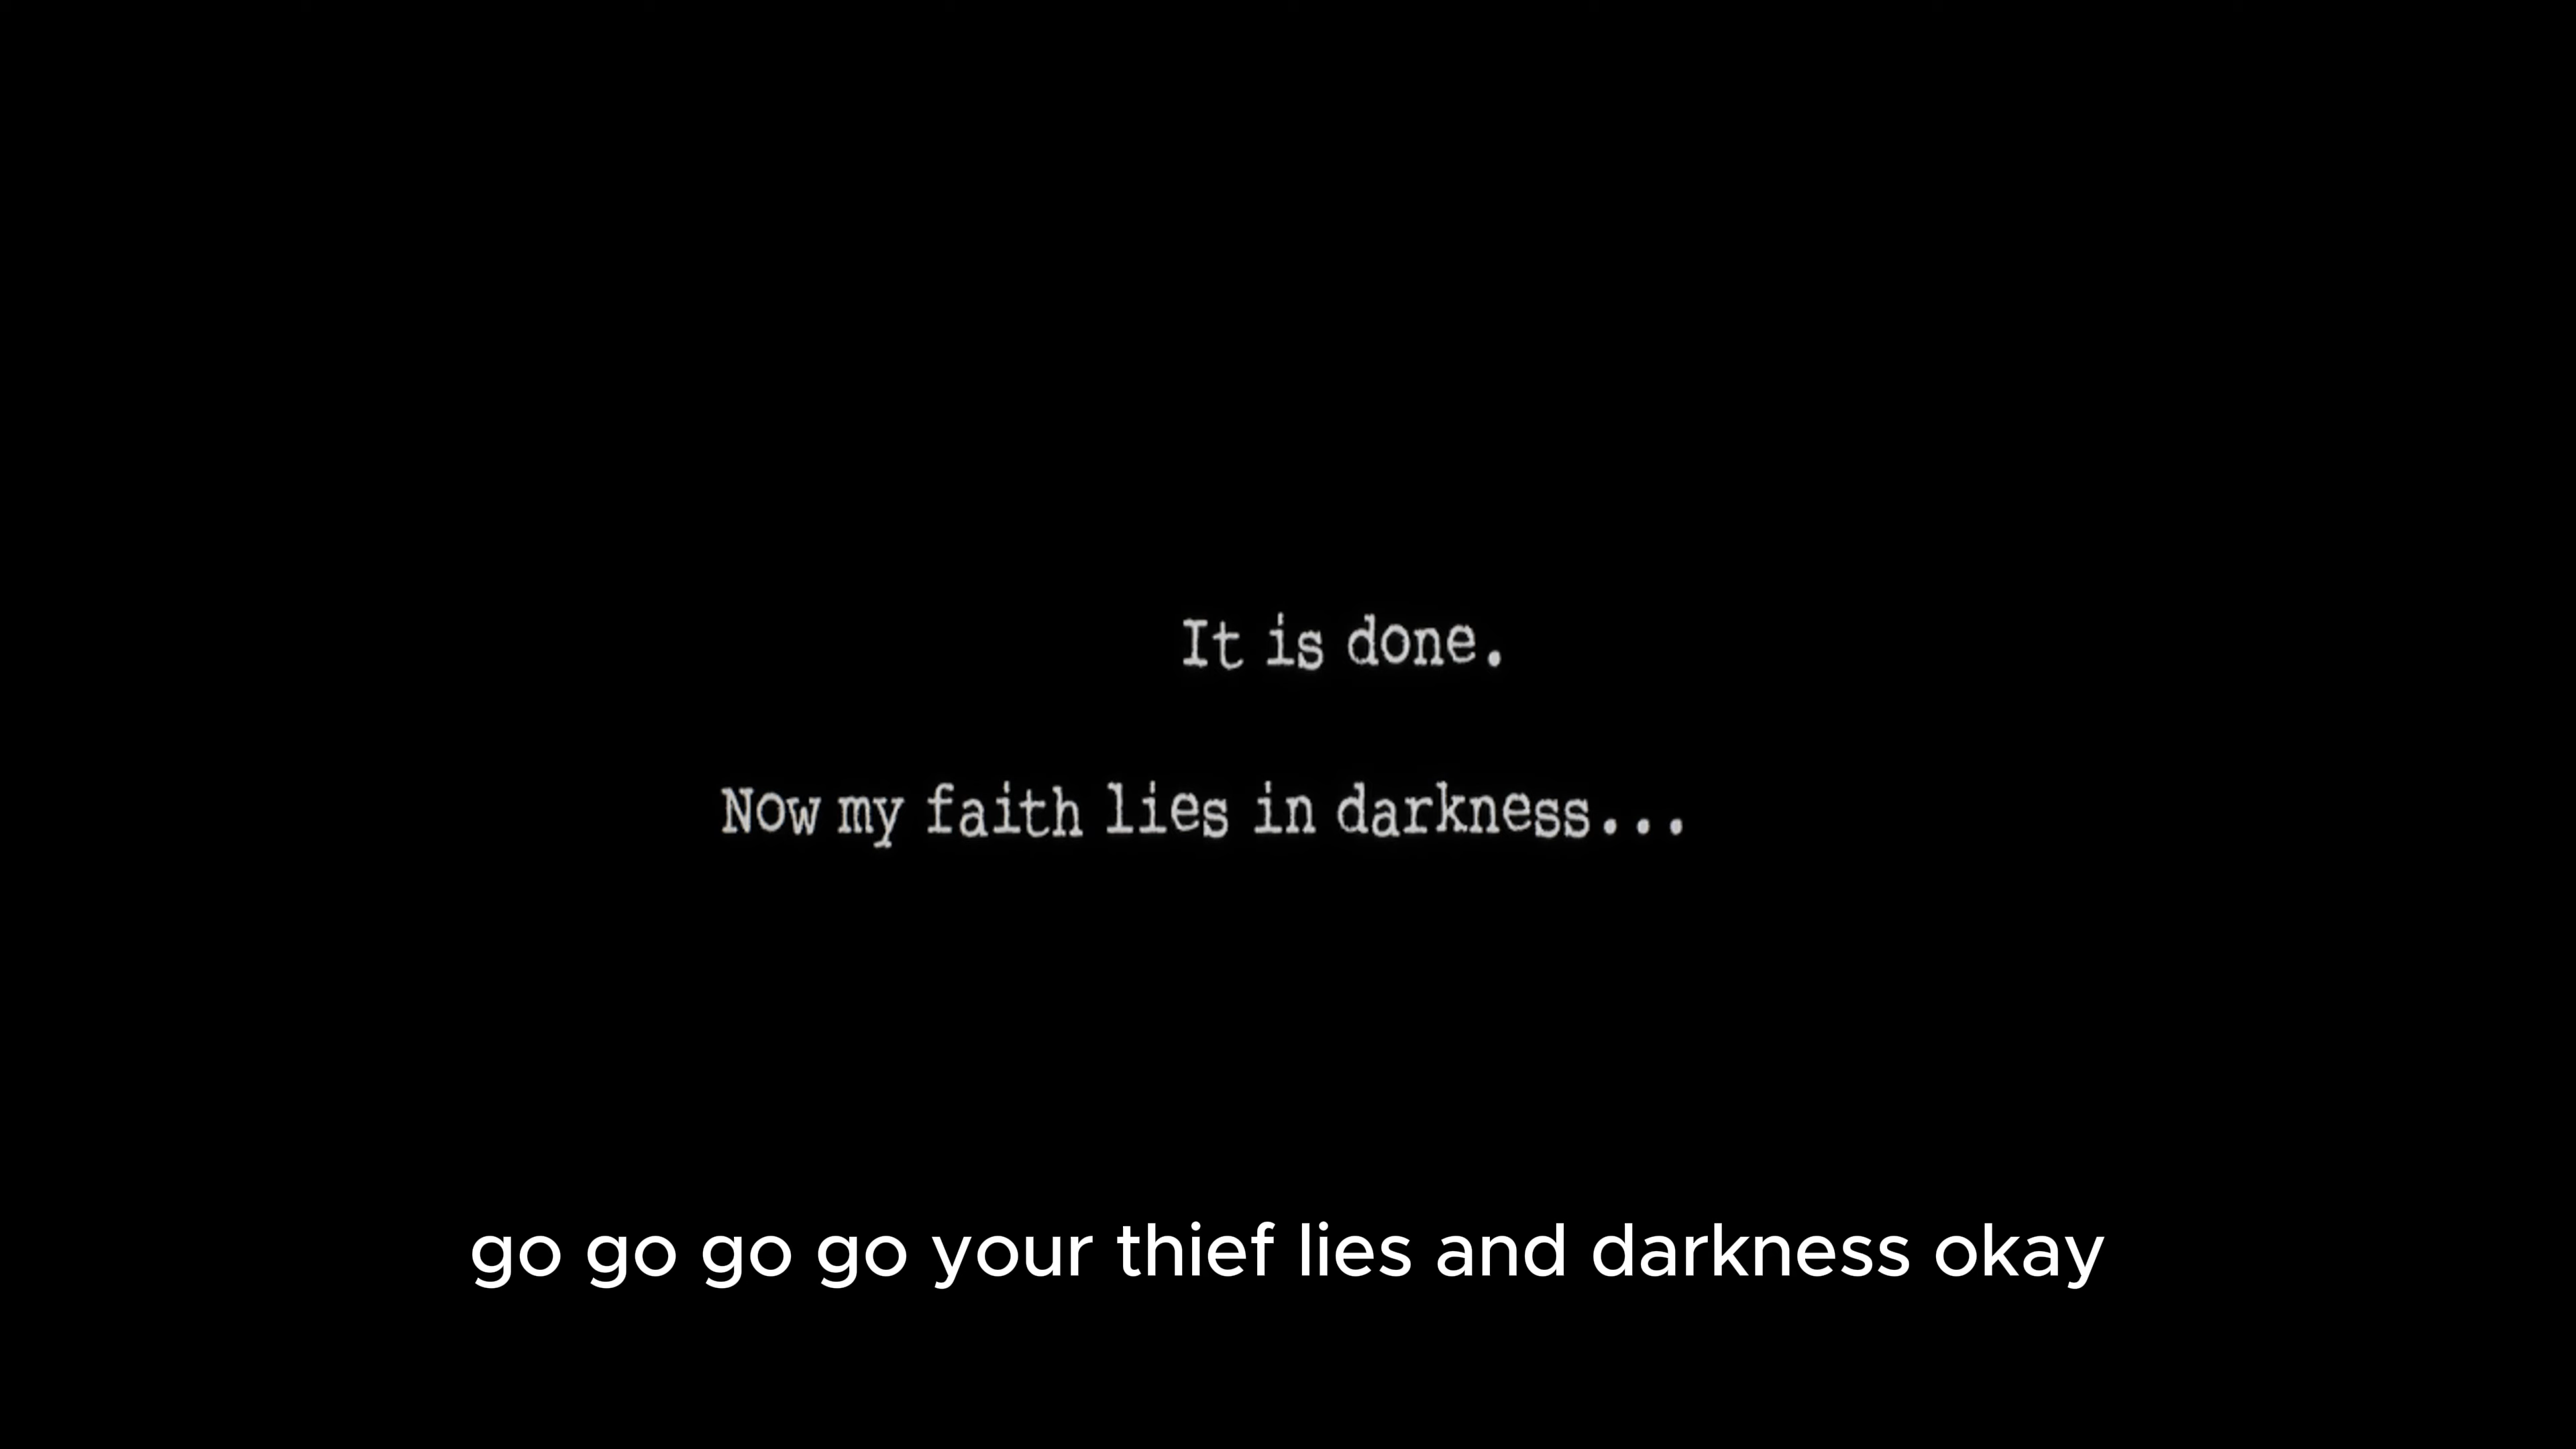 It is done.
Now my faith lies in darkness...
go go go go your thief lies and darkness okay